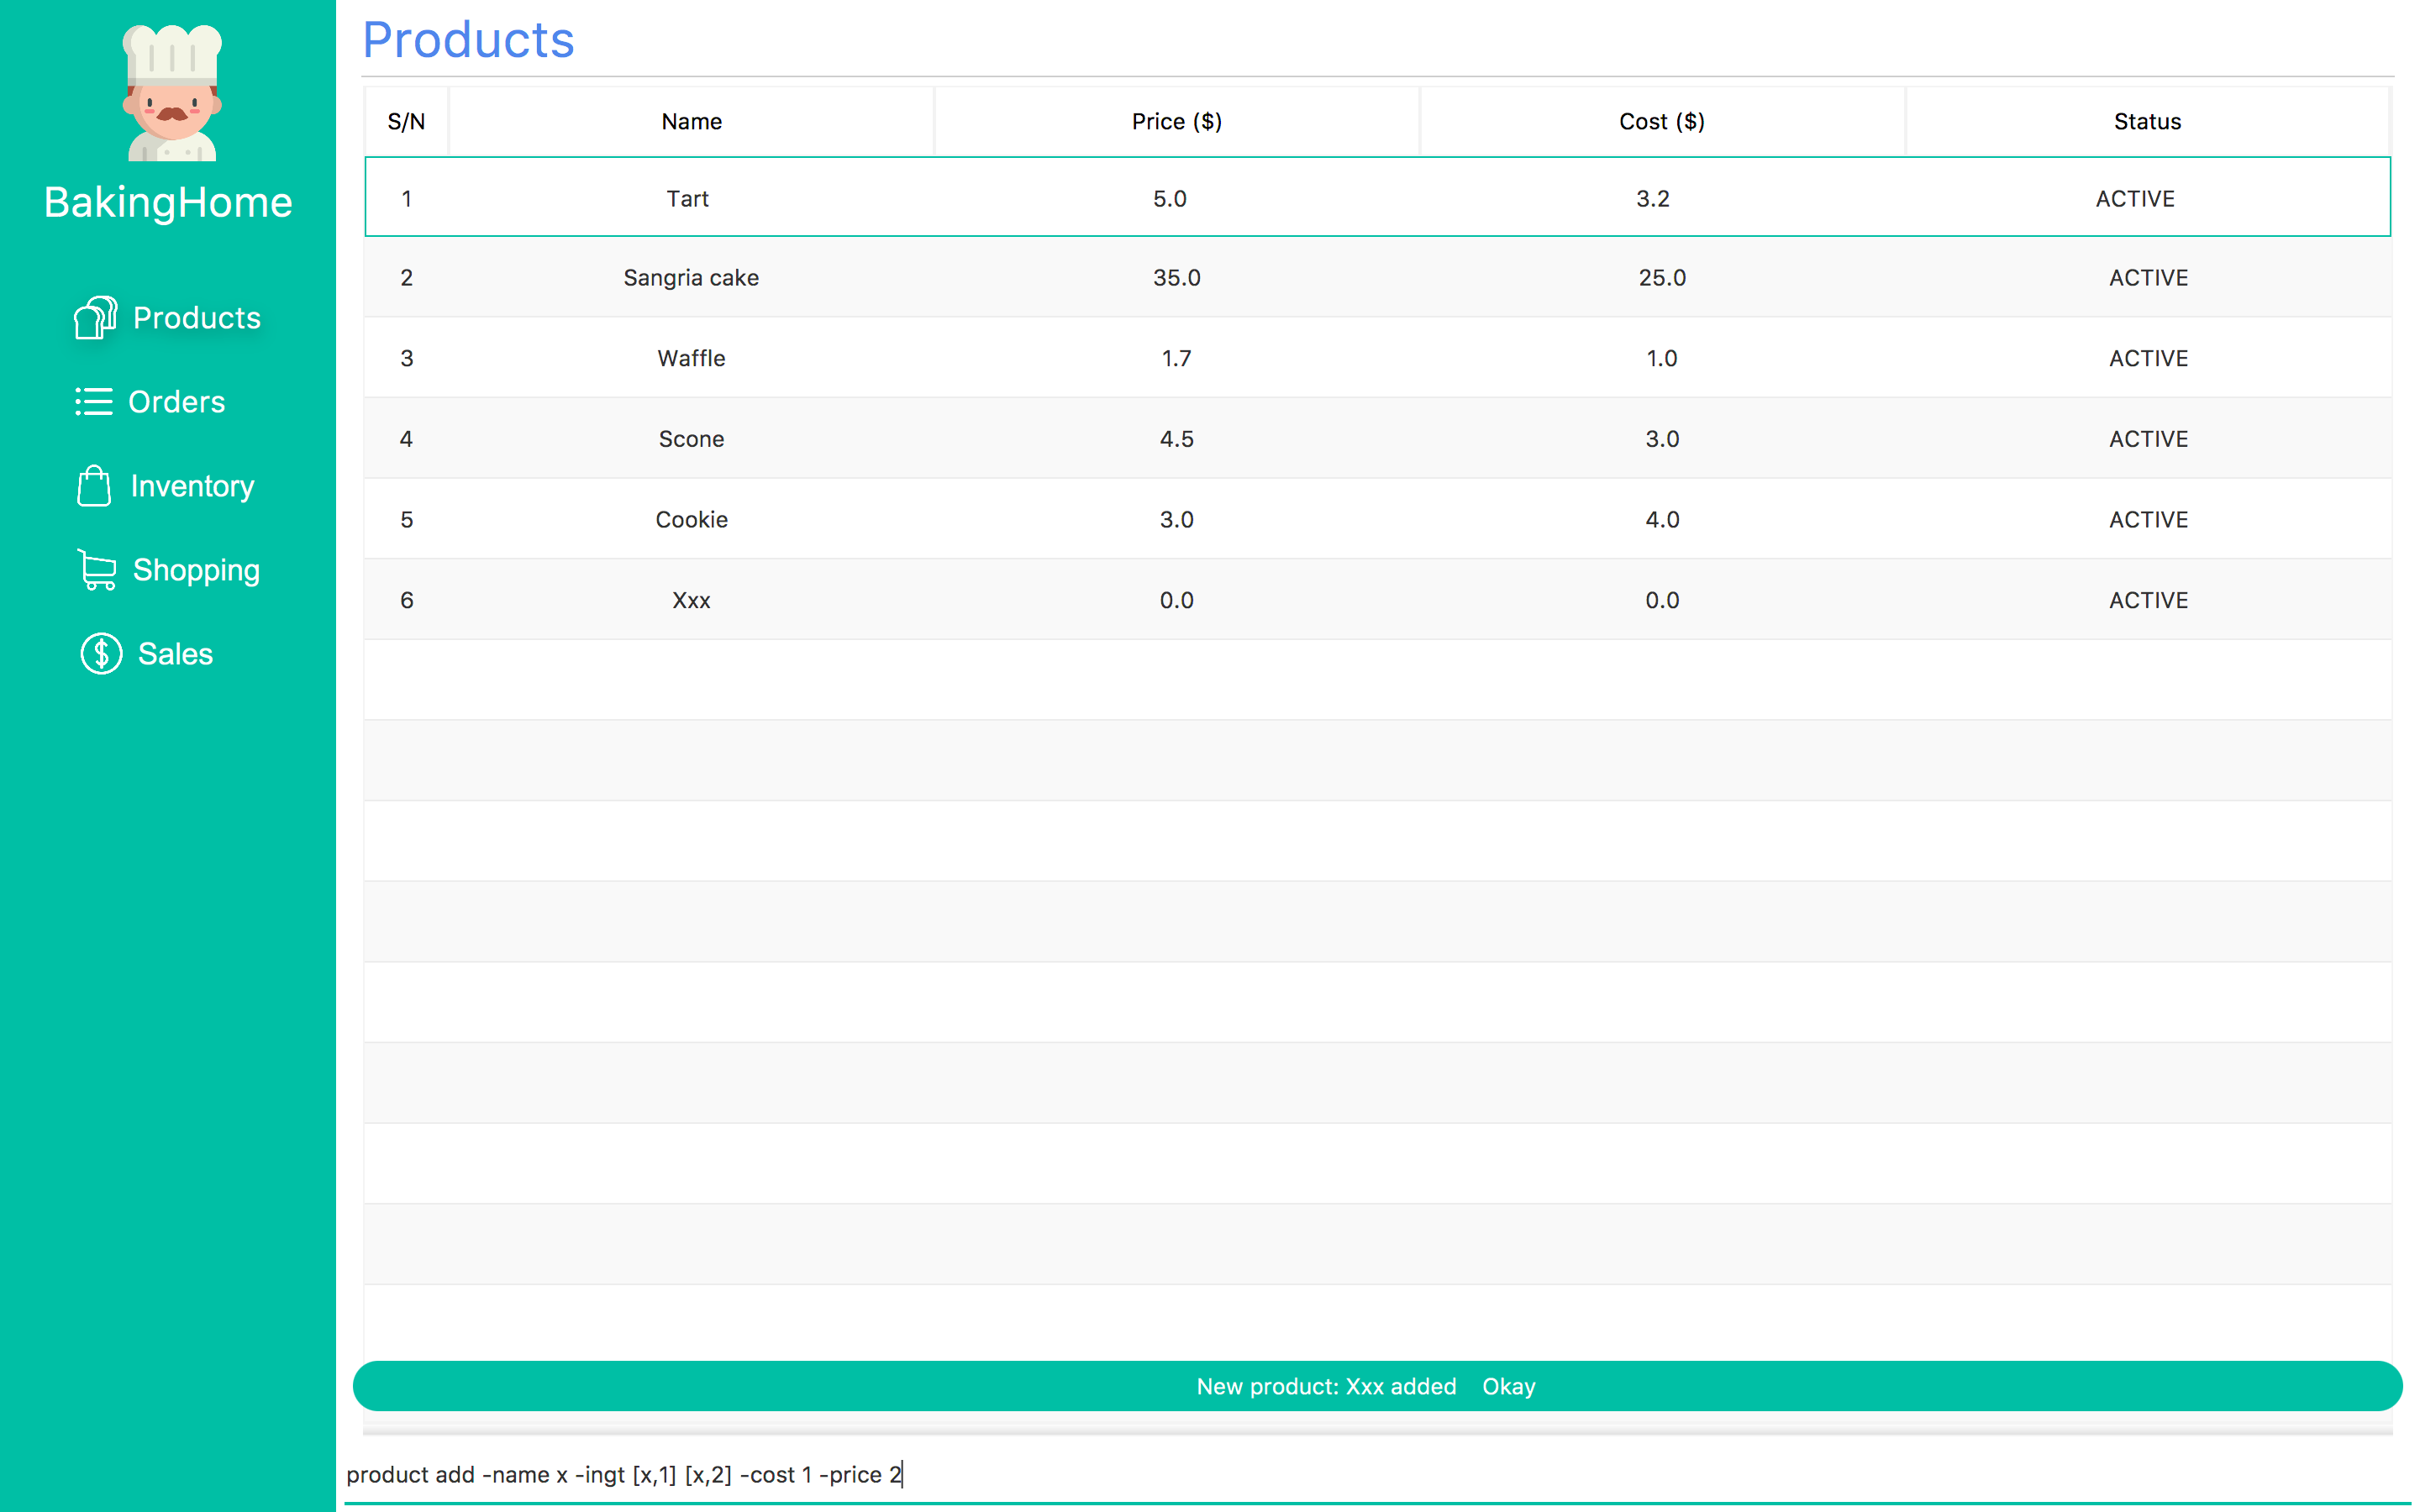 BakingHome
Products
Orders
Inventory
Shopping
Sales
Products
S/N Name Price ($) Cost ($) Status
1 Tart 5.0 3.2 ACTIVE
2 Sangria cake 35.0 25.0 ACTIVE
3 Waffle 1.7 1.0 ACTIVE
4 Scone 4.5 3.0 ACTIVE
5 Cookie 3.0 4.0 ACTIVE
6 Xxx 0.0 0.0 ACTIVE
New product: Xxx added Okay
product add -name x -ingt [x,1] [x,2] -cost 1 -price 2